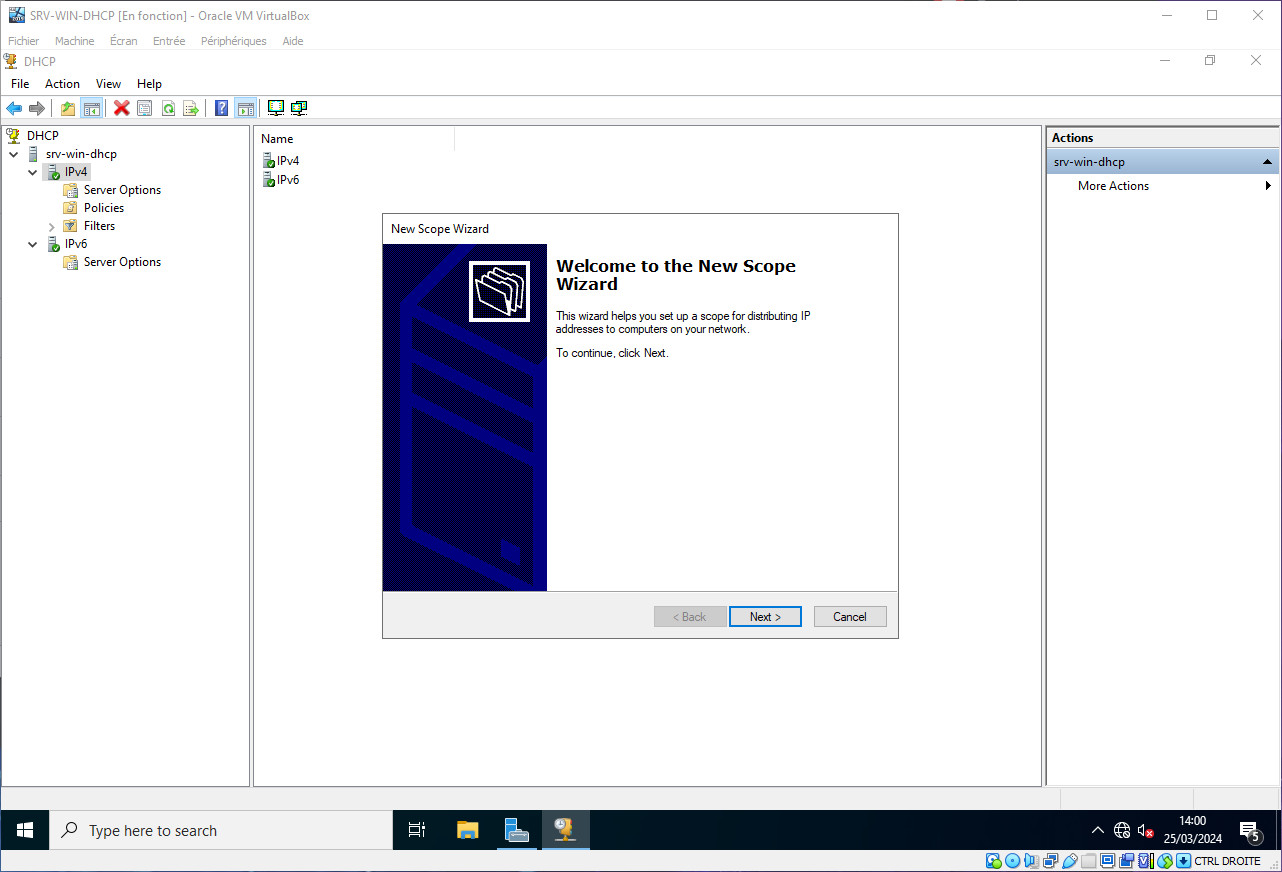 SRV-WIN-DHCP [En fonction] - Oracle VM VirtualBox
Fichier Machine Écran Entrée Périphériques Aide
DHCP
File Action View Help
DHCP
srv-win-dhcp
IPv4
Server Options
Policies
Filters
IPv6
Server Options
Name
IPv4
IPv6
Actions
srv-win-dhcp
More Actions
New Scope Wizard
Welcome to the New Scope
Wizard
This wizard helps you set up a scope for distributing IP
addresses to computers on your network.
To continue, click Next.
< Back Next > Cancel
Type here to search
14:00
25/03/2024
5
CTRL DROITE